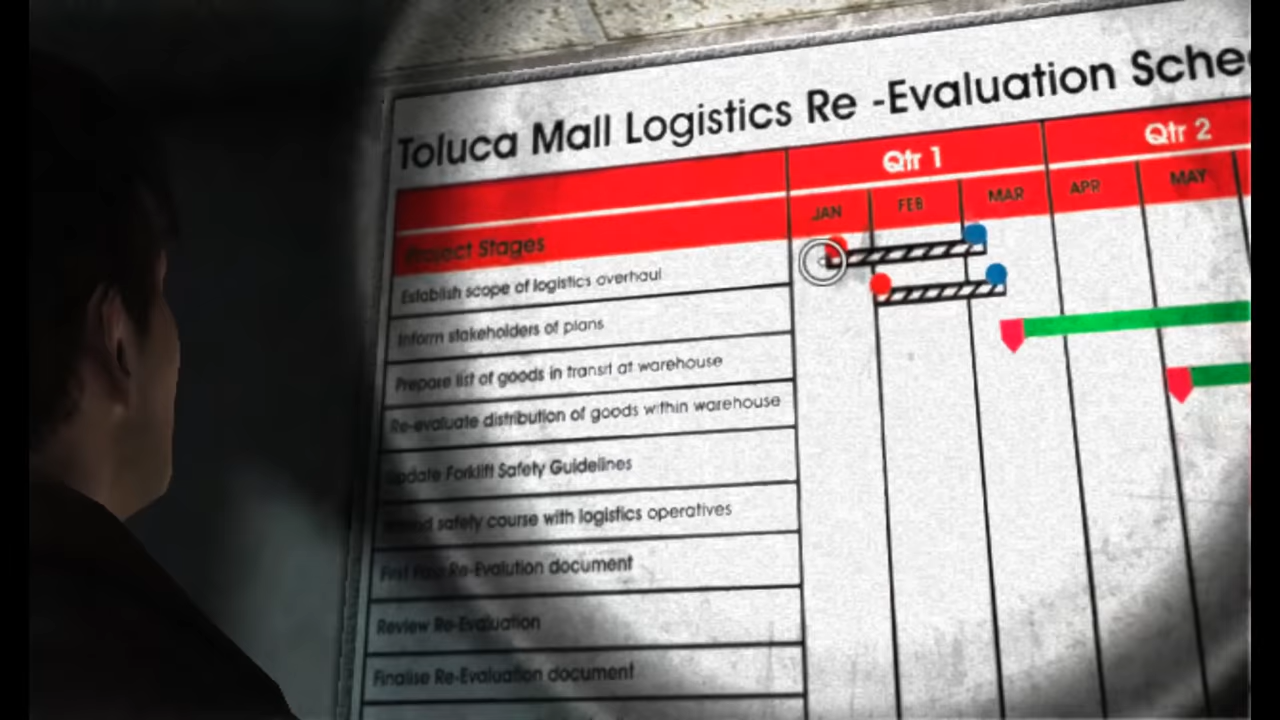 Toluca Mall Logistics Re -Evaluation Sche
Qtr 1 Qtr 2
JAN FEB MAR APR MAY
Project Stages
Establish scope of logistics overhaul
Inform stakeholders of plans
Prepare list of goods in transit at warehouse
Re-evaluate distribution of goods within warehouse
Update Forklift Safety Guidelines
safety course with logistics operatives
First Re-Evalution document
Review Re-Evaluation
Finalise Re-Evaluation document